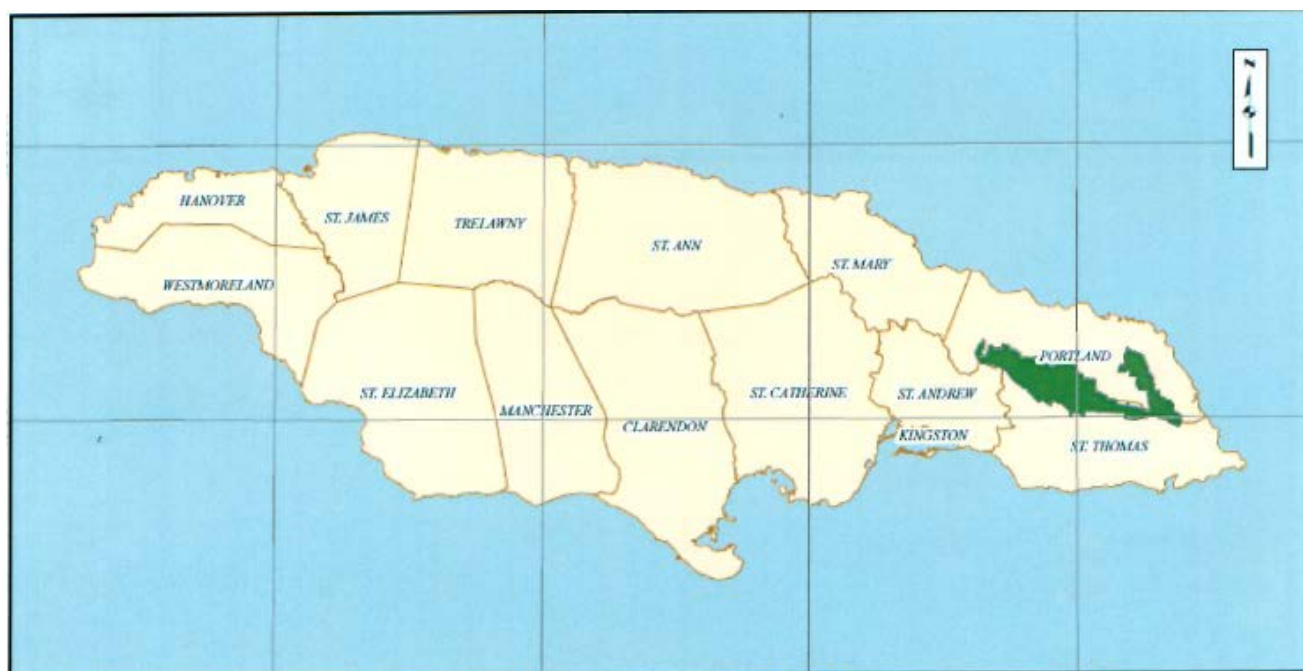 N
HANOVER
ST. JAMES
TRELAWNY
ST. ANN
ST. MARY
WESTMORELAND
PORTLAND
ST. ELIZABETH
MANCHESTER
ST. CATHERINE
ST. ANDREW
CLARENDON
KINGSTON
ST. THOMAS